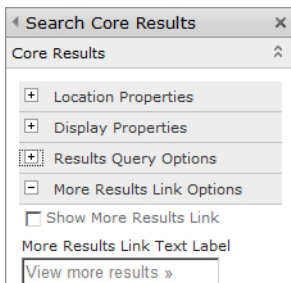 Search Core Results
Core Results
Location Properties
Display Properties
Results Query Options
More Results Link Options
Show More Results Link
More Results Link Text Label
View more results »